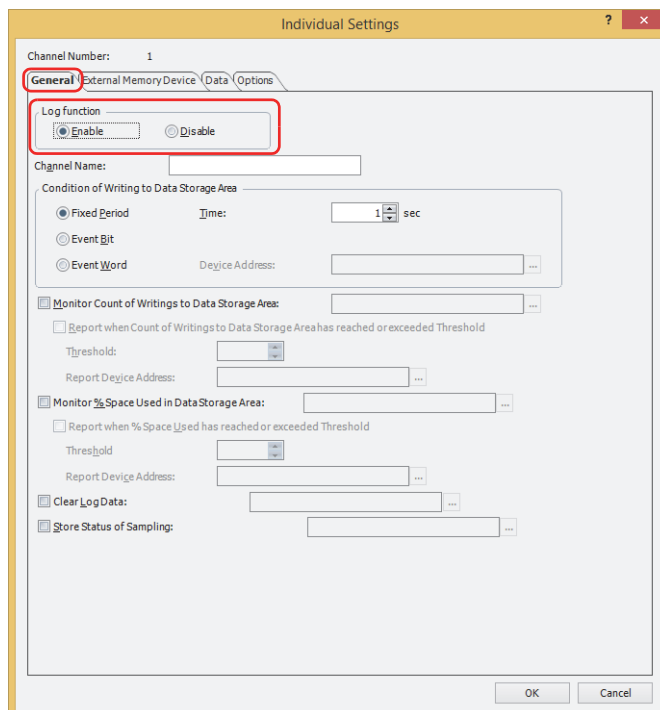 Individual Settings ? ×
Channel Number: 1
General External Memory Device Data Options
Log function
Enable Disable
Channel Name:
Condition of Writing to Data Storage Area
Fixed Period Time: 1 sec
Event Bit
Event Word Device Address: ...
Monitor Count of Writings to Data Storage Area: ...
Report when Count of Writings to Data Storage Area has reached or exceeded Threshold
Threshold:
Report Device Address: ...
Monitor % Space Used in Data Storage Area: ...
Report when % Space Used has reached or exceeded Threshold
Threshold
Report Device Address: ...
Clear Log Data: ...
Store Status of Sampling: ...
OK Cancel